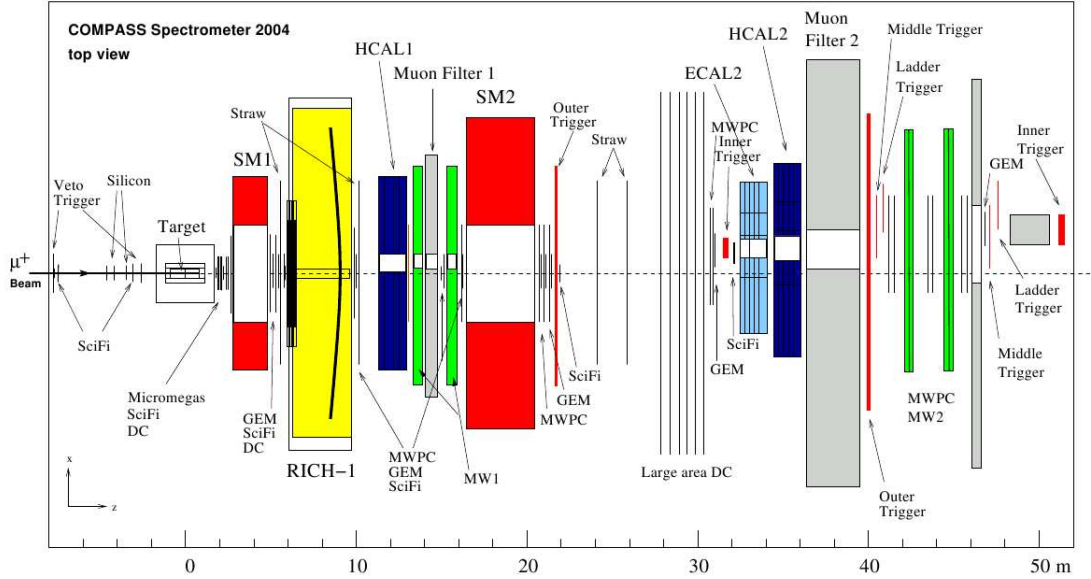 COMPASS Spectrometer 2004
top view
Muon
Filter 2
Middle Trigger
HCAL1
HCAL2
Ladder
Trigger
Muon Filter 1
ECAL2
SM2
Outer
Trigger
Straw
Straw
MWPC
Inner
Trigger
Inner
Trigger
GEM
SM1
Veto
Trigger
Silicon
Target
μ+
Beam
SciFi
Ladder
Trigger
SciFi
GEM
SciFi
Middle
Trigger
GEM
MWPC
Micromegas
SciFi
DC
GEM
SciFi
DC
MWPC
MW2
MWPC
GEM
SciFi
RICH-1
MW1
Large area DC
Outer
Trigger
x
z
0
10
20
30
40
50 m